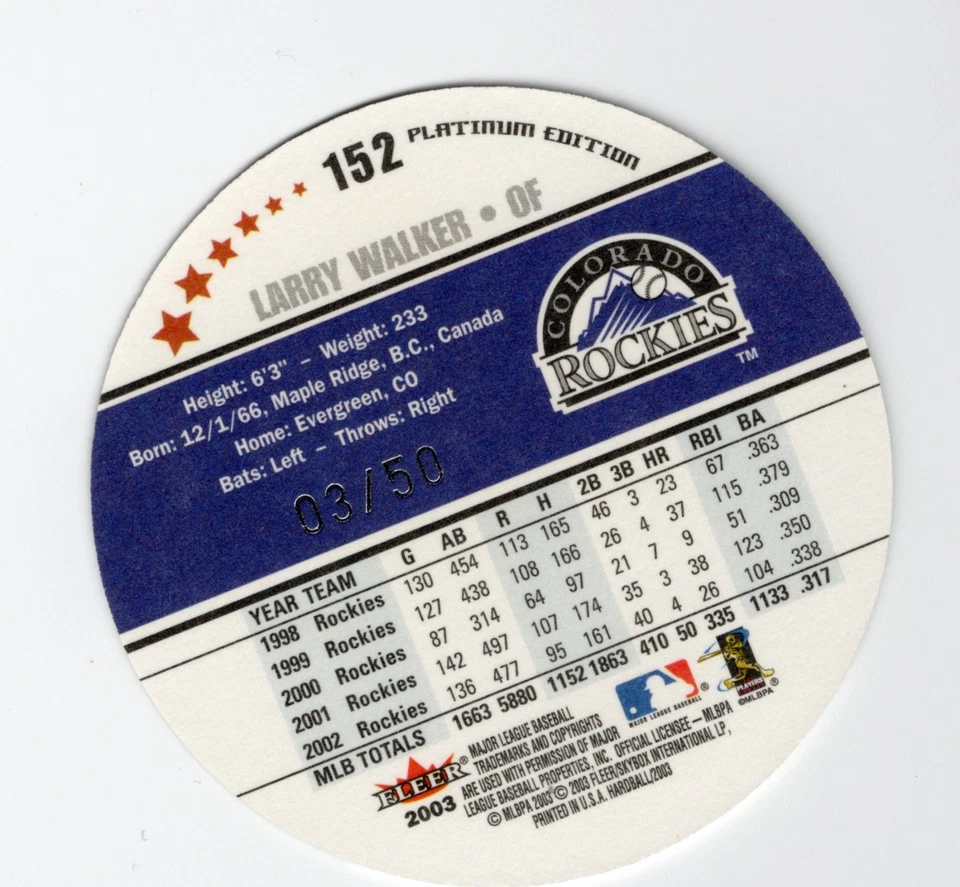 152 PLATINUM EDITION
LARRY WALKER • OF
COLORADO
ROCKIES
TM
Height: 6'3" – Weight: 233
Born: 12/1/66, Maple Ridge, B.C., Canada
Home: Evergreen, CO
Bats: Left – Throws: Right
03/50
YEAR TEAM G AB R H 2B 3B HR RBI BA
1998 Rockies 130 454 113 165 46 3 23 67 .363
1999 Rockies 127 438 108 166 26 4 37 115 .379
2000 Rockies 87 314 64 97 21 7 9 51 .309
2001 Rockies 142 497 107 174 35 3 38 123 .350
2002 Rockies 136 477 95 161 40 4 26 104 .338
MLB TOTALS 1663 5880 1152 1863 410 50 335 1133 .317
FLEER®
2003
MAJOR LEAGUE BASEBALL
TRADEMARKS AND COPYRIGHTS
ARE USED WITH PERMISSION OF MAJOR
LEAGUE BASEBALL PROPERTIES, INC. OFFICIAL LICENSEE—MLBPA
© MLBPA 2003 © 2003 FLEER/SKYBOX INTERNATIONAL LP,
PRINTED IN U.S.A. HARDBALL/2003
MAJOR LEAGUE BASEBALL ®
PLAYERS
©MLBPA